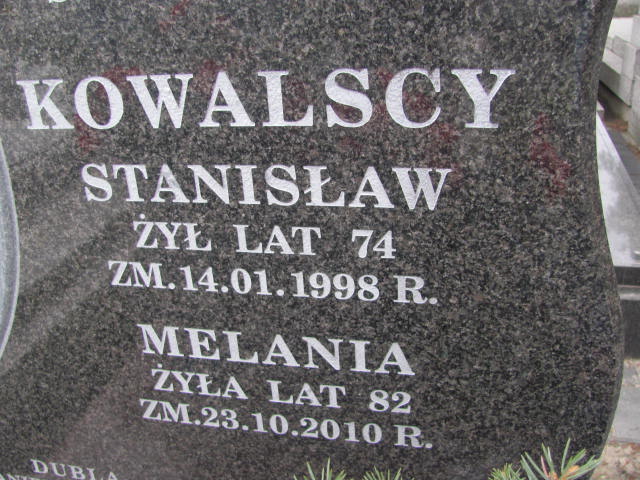 KOWALSCY
STANISŁAW
ŻYŁ LAT 74
ZM.14.01.1998 R.
MELANIA
ŻYŁA LAT 82
ZM.23.10.2010 R.
DUBLA